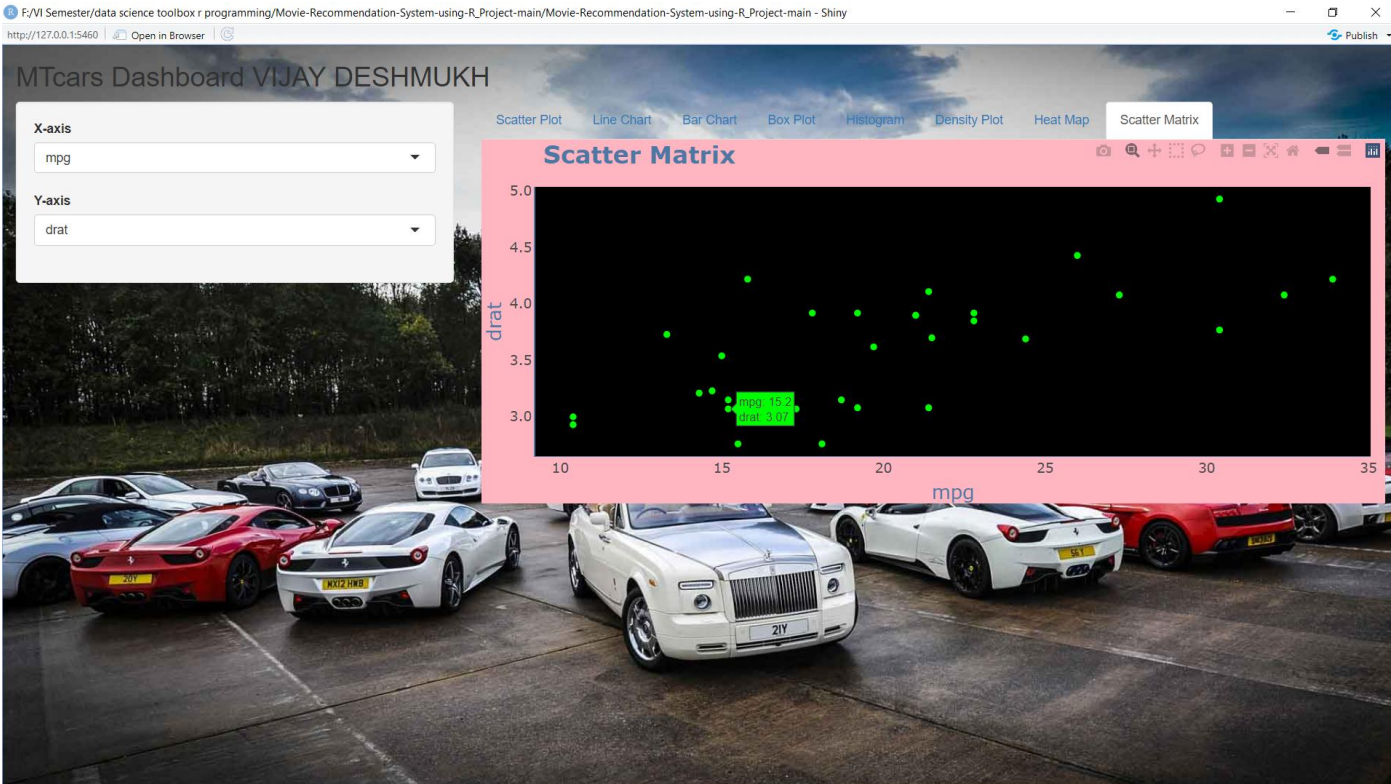 F:/VI Semester/data science toolbox r programming/Movie-Recommendation-System-using-R_Project-main/Movie-Recommendation-System-using-R_Project-main - Shiny
http://127.0.0.1:5460 Open in Browser Publish
MTcars Dashboard VIJAY DESHMUKH
X-axis
mpg
Y-axis
drat
Scatter Plot Line Chart Bar Chart Box Plot Histogram Density Plot Heat Map Scatter Matrix
Scatter Matrix
5.0
4.5
4.0
3.5
3.0
drat
mpg: 15.2
drat: 3.07
10 15 20 25 30 35
mpg
20Y
MX12 HWB
21Y